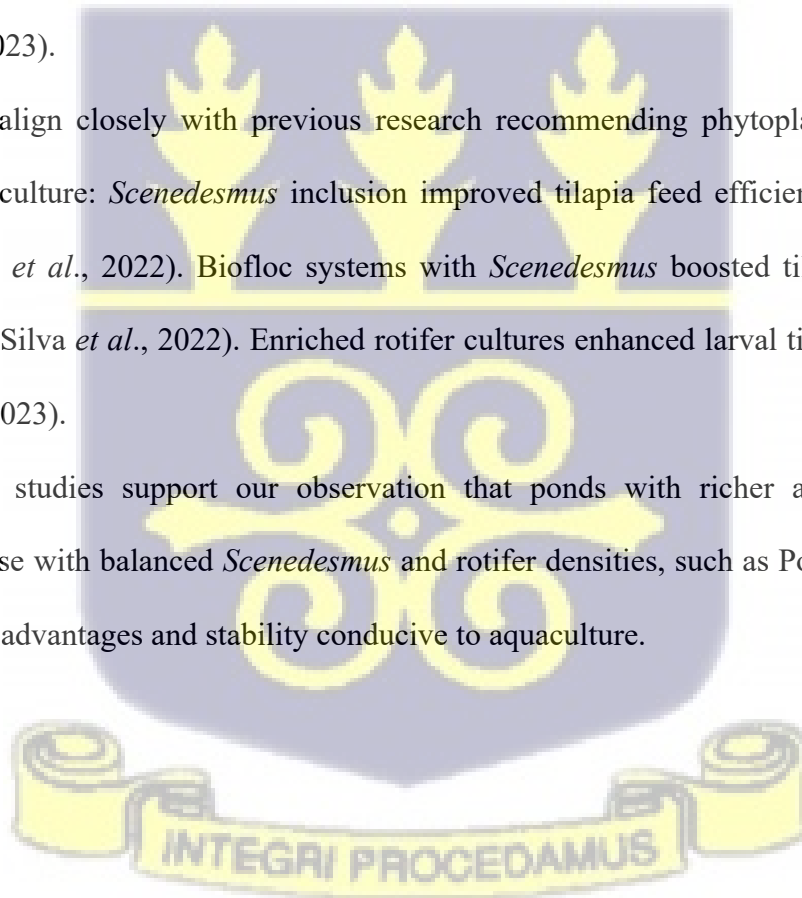 023).
align closely with previous research recommending phytopla
culture: Scenedesmus inclusion improved tilapia feed efficien
et al., 2022). Biofloc systems with Scenedesmus boosted til
Silva et al., 2022). Enriched rotifer cultures enhanced larval ti
023).
studies support our observation that ponds with richer a
se with balanced Scenedesmus and rotifer densities, such as Po
advantages and stability conducive to aquaculture.
INTEGRI PROCEDAMUS